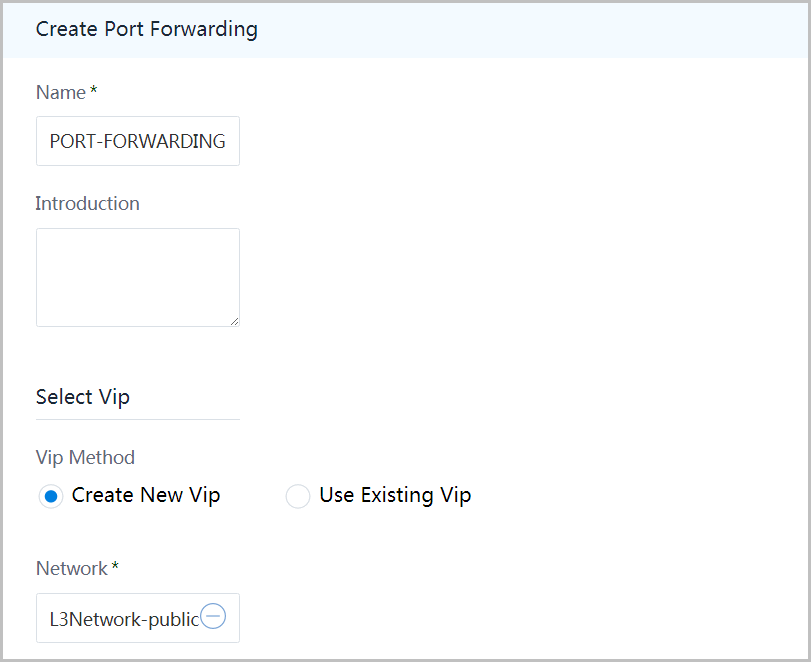 Create Port Forwarding
Name *
PORT-FORWARDING
Introduction
Select Vip
Vip Method
Create New Vip Use Existing Vip
Network *
L3Network-public